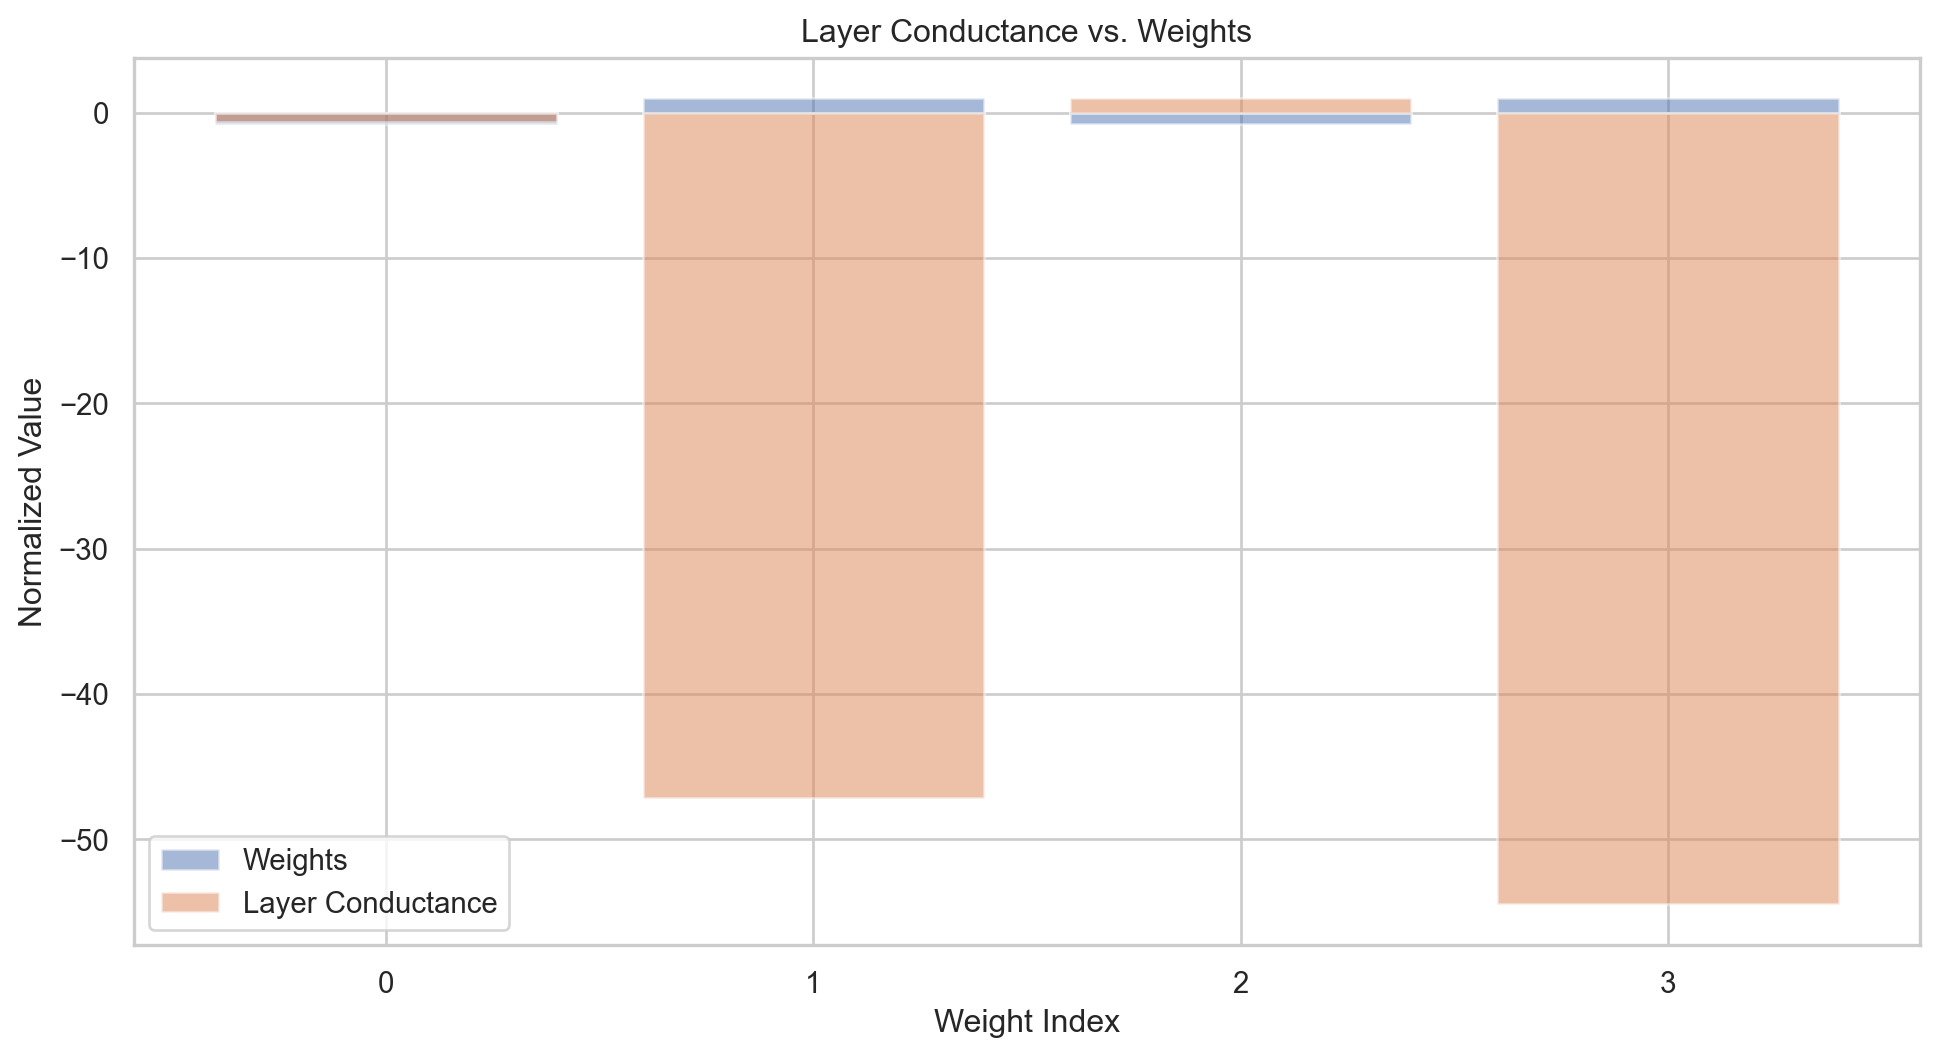 Layer Conductance vs. Weights
Normalized Value
0
−10
−20
−30
−40
−50
Weights
Layer Conductance
0 1 2 3
Weight Index